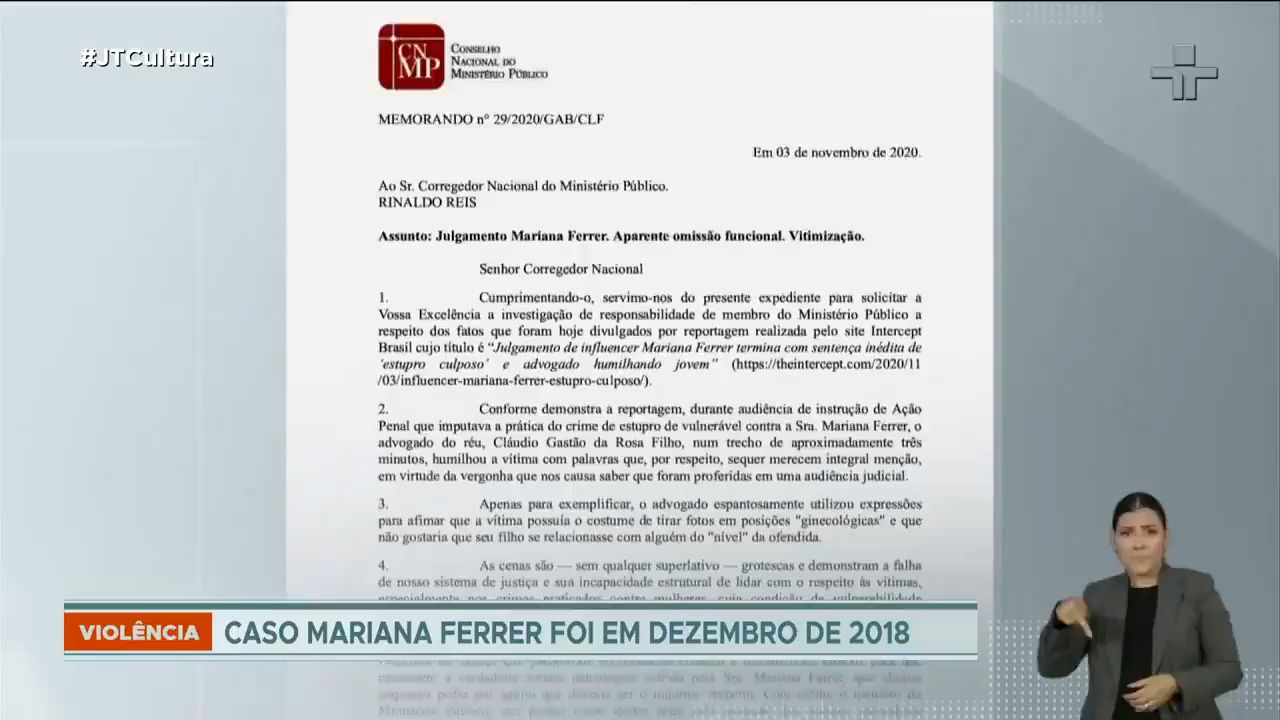 #JTCultura
CN
MP
CONSELHO
NACIONAL DO
MINISTÉRIO PÚBLICO
MEMORANDO nº 29/2020/GAB/CLF
Em 03 de novembro de 2020.
Ao Sr. Corregedor Nacional do Ministério Público.
RINALDO REIS
Assunto: Julgamento Mariana Ferrer. Aparente omissão funcional. Vitimização.
Senhor Corregedor Nacional
1. Cumprimentando-o, servimo-nos do presente expediente para solicitar a
Vossa Excelência a investigação de responsabilidade de membro do Ministério Público a
respeito dos fatos que foram hoje divulgados por reportagem realizada pelo site Intercept
Brasil cujo título é “Julgamento de influencer Mariana Ferrer termina com sentença inédita de
‘estupro culposo’ e advogado humilhando jovem” (https://theintercept.com/2020/11
/03/influencer-mariana-ferrer-estupro-culposo/).
2. Conforme demonstra a reportagem, durante audiência de instrução de Ação
Penal que imputava a prática do crime de estupro de vulnerável contra a Sra. Mariana Ferrer, o
advogado do réu, Cláudio Gastão da Rosa Filho, num trecho de aproximadamente três
minutos, humilhou a vítima com palavras que, por respeito, sequer merecem integral menção,
em virtude da vergonha que nos causa saber que foram proferidas em uma audiência judicial.
3. Apenas para exemplificar, o advogado espantosamente utilizou expressões
para afirmar que a vítima possuía o costume de tirar fotos em posições "ginecológicas" e que
não gostaria que seu filho se relacionasse com alguém do "nível" da ofendida.
4. As cenas são — sem qualquer superlativo — grotescas e demonstram a falha
de nosso sistema de justiça e sua incapacidade estrutural de lidar com o respeito às vítimas,
especialmente nos crimes praticados contra mulheres, cuja condição de vulnerabilidade
VIOLÊNCIA
CASO MARIANA FERRER FOI EM DEZEMBRO DE 2018